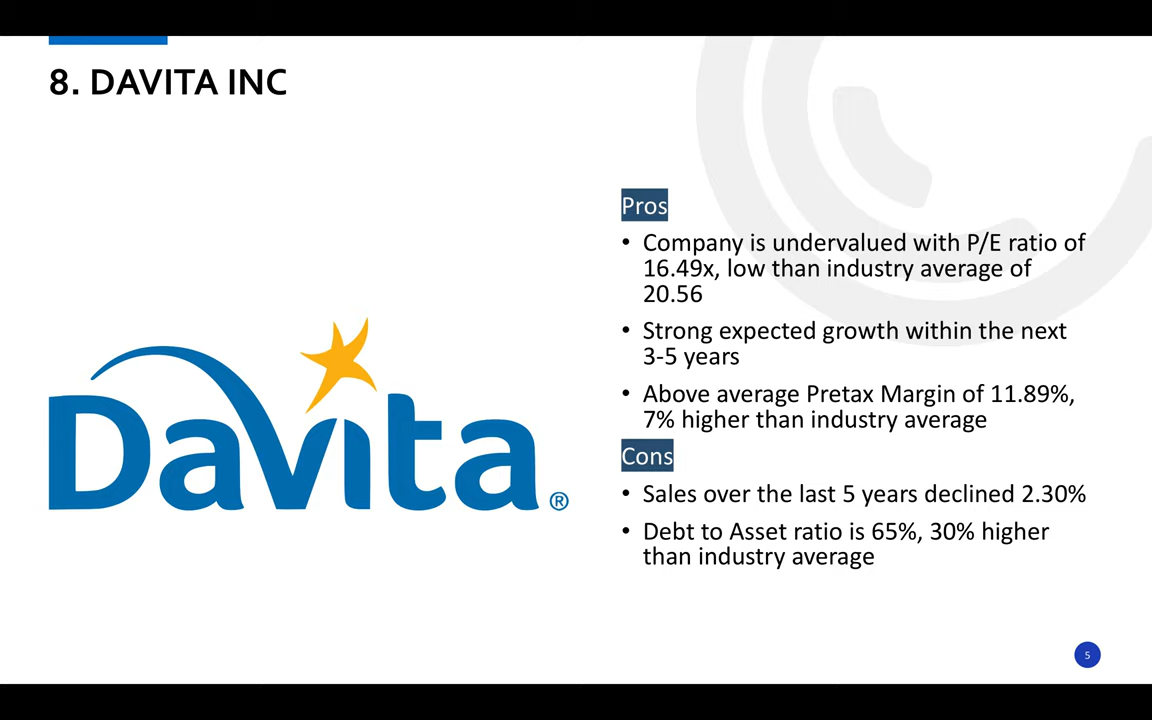 8. DAVITA INC
Pros
• Company is undervalued with P/E ratio of
16.49x, low than industry average of
20.56
• Strong expected growth within the next
3-5 years
• Above average Pretax Margin of 11.89%,
7% higher than industry average
Cons
• Sales over the last 5 years declined 2.30%
• Debt to Asset ratio is 65%, 30% higher
than industry average
DaVita®
5